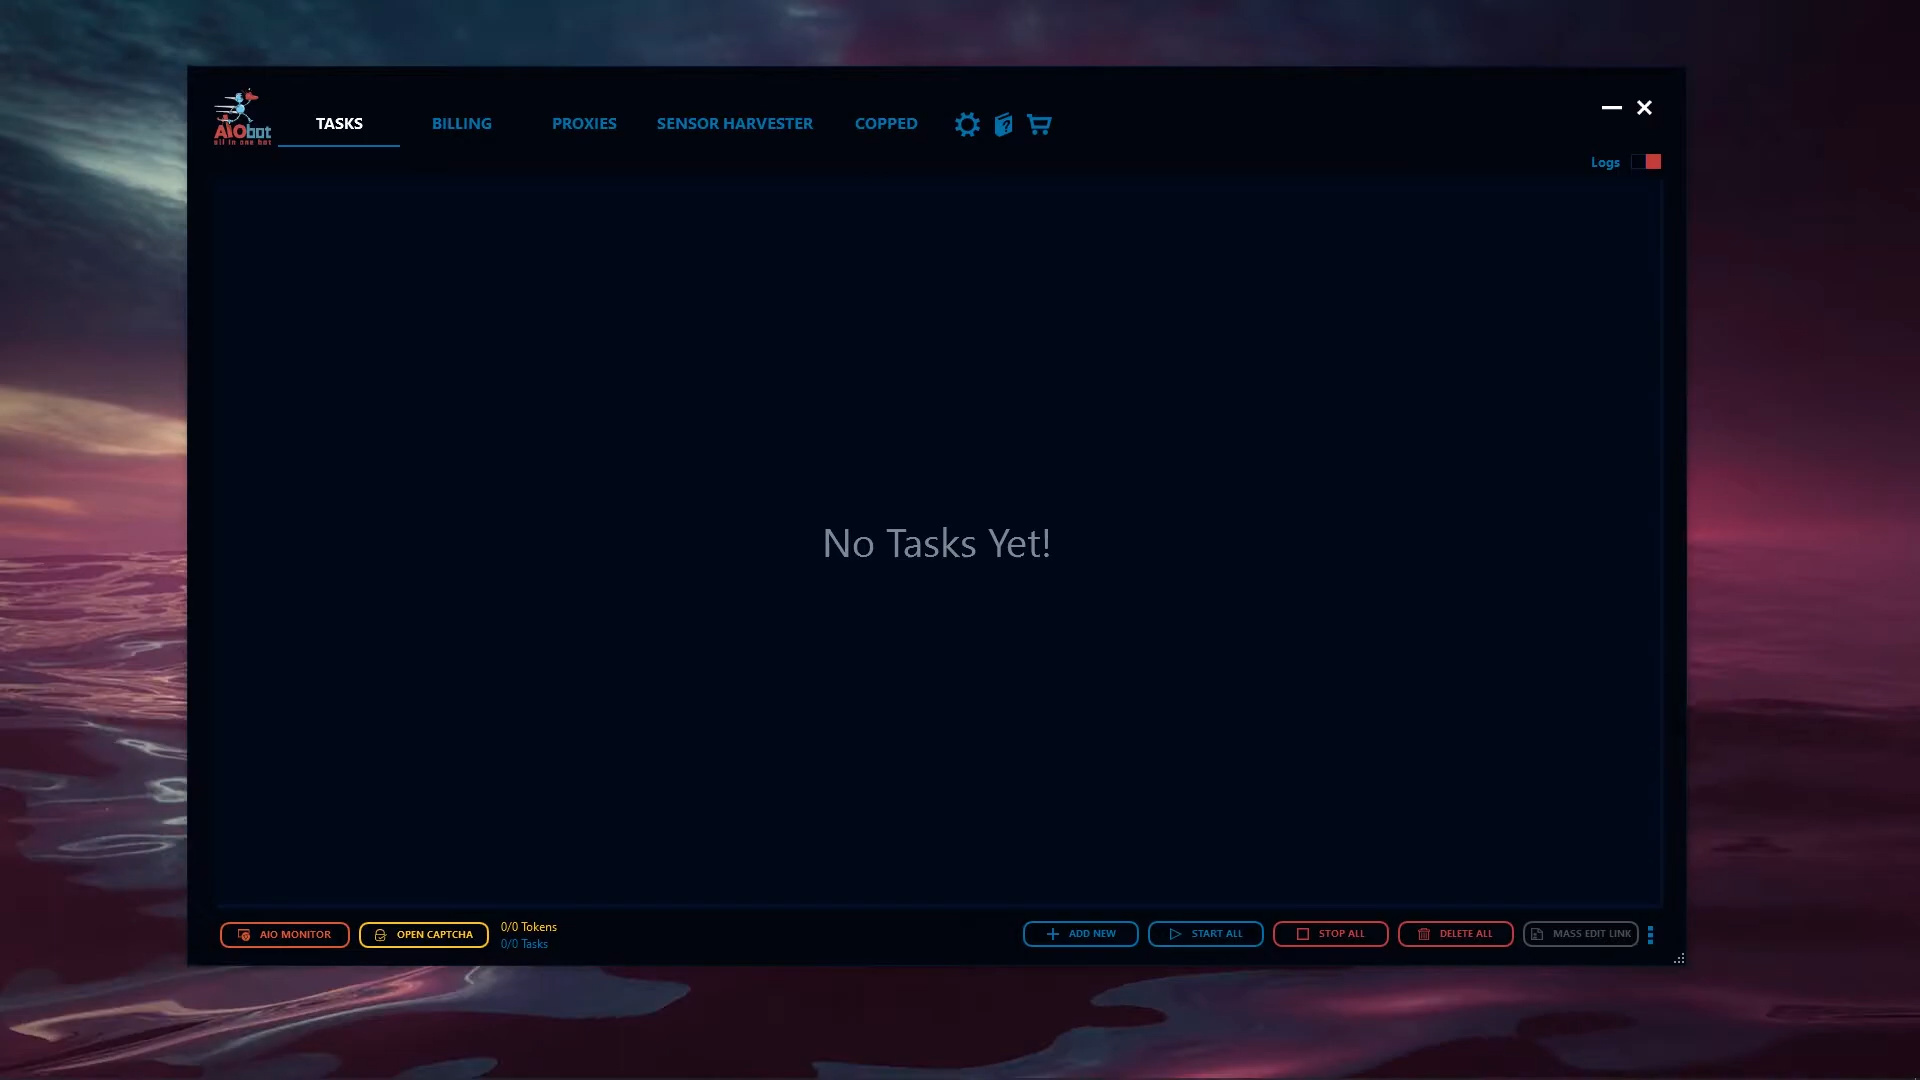 AIObot
all in one bot
TASKS
BILLING
PROXIES
SENSOR HARVESTER
COPPED
Logs
No Tasks Yet!
AIO MONITOR
OPEN CAPTCHA
0/0 Tokens
0/0 Tasks
ADD NEW
START ALL
STOP ALL
DELETE ALL
MASS EDIT LINK